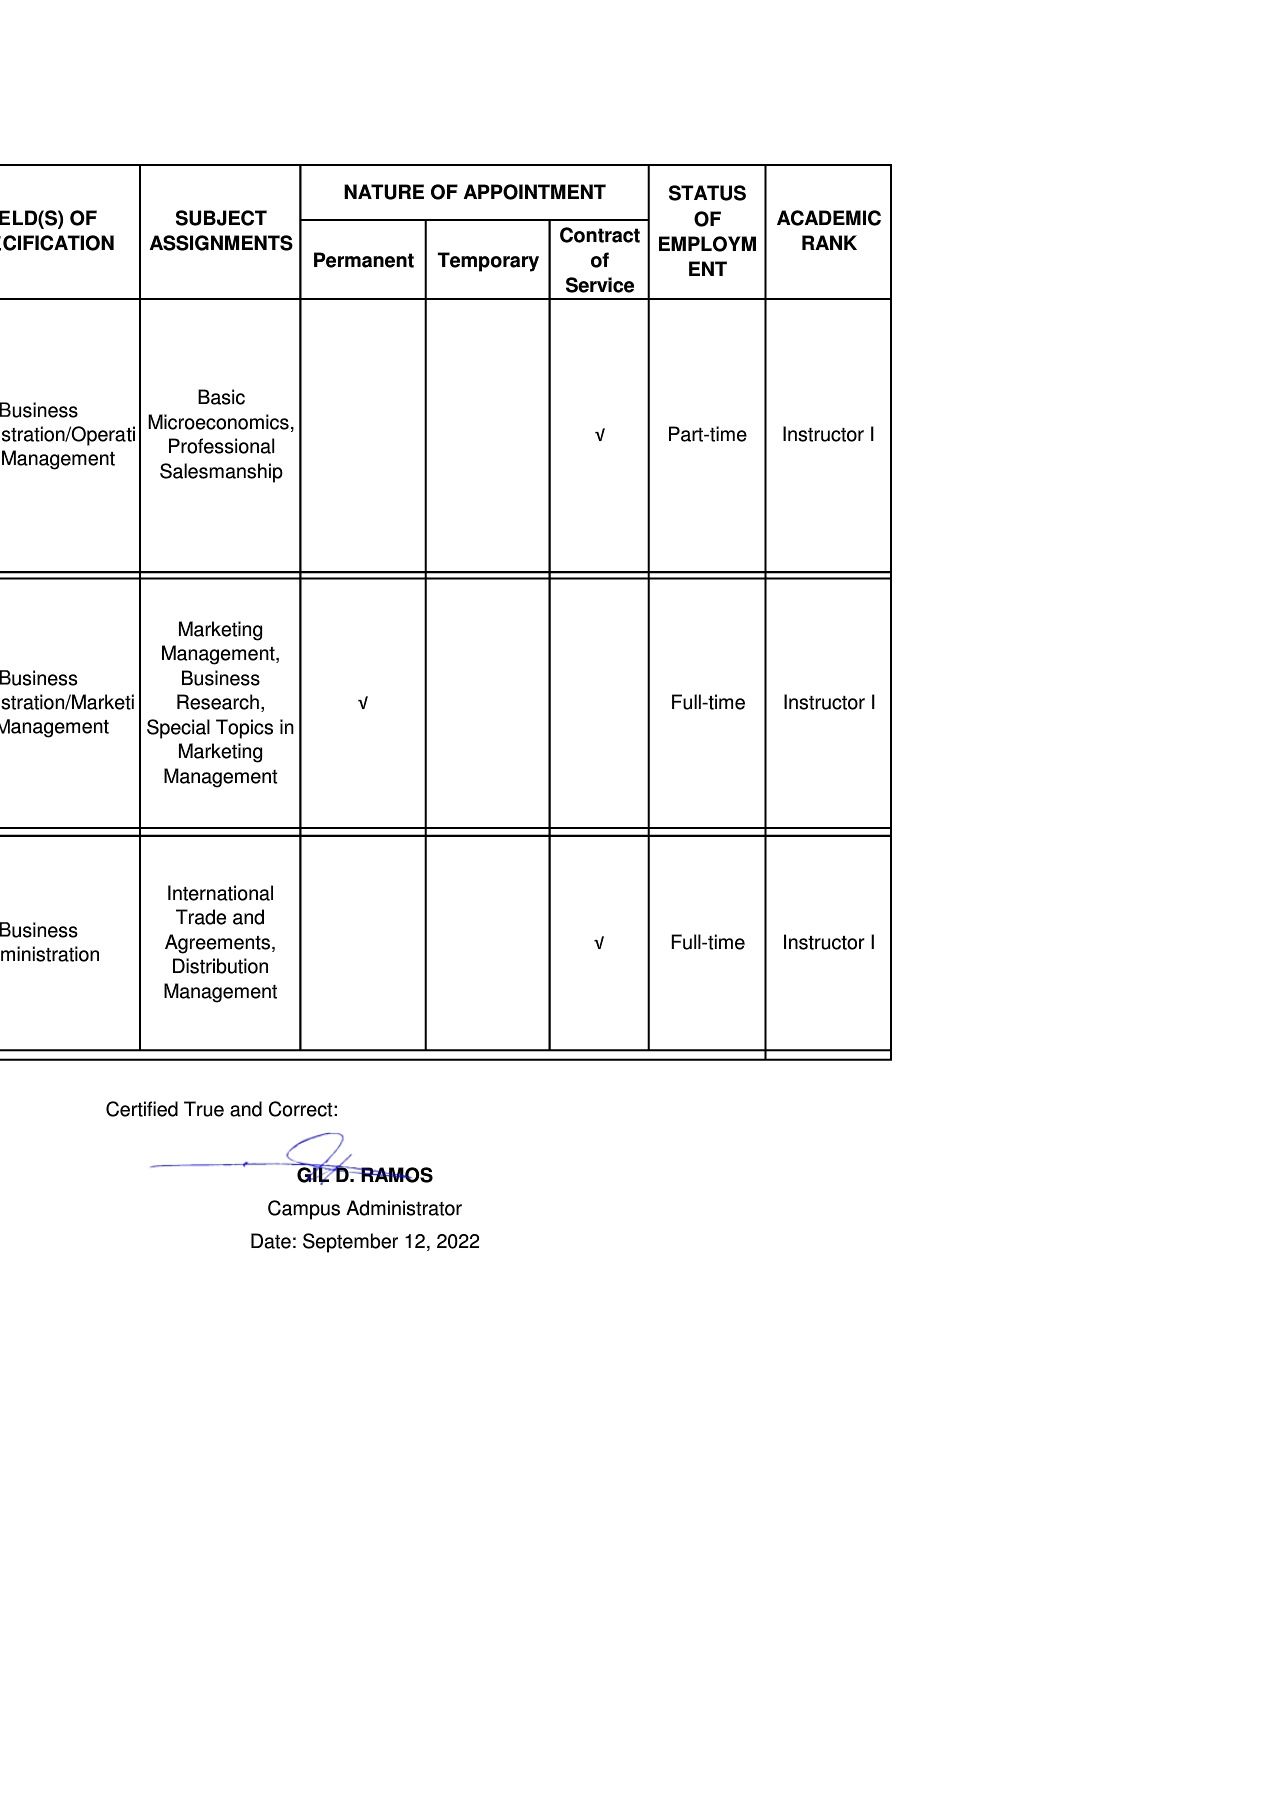 ELD(S) OF
CIFICATION
SUBJECT
ASSIGNMENTS
NATURE OF APPOINTMENT
Permanent
Temporary
Contract
of
Service
STATUS
OF
EMPLOYM
ENT
ACADEMIC
RANK
Business
stration/Operati
Management
Basic
Microeconomics,
Professional
Salesmanship
√
Part-time
Instructor I
Business
stration/Marketi
Management
Marketing
Management,
Business
Research,
Special Topics in
Marketing
Management
√
Full-time
Instructor I
Business
ministration
International
Trade and
Agreements,
Distribution
Management
√
Full-time
Instructor I
Certified True and Correct:
GIL D. RAMOS
Campus Administrator
Date: September 12, 2022